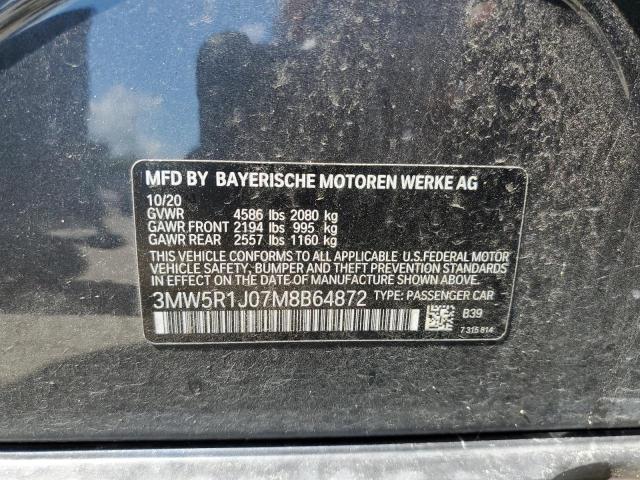 MFD BY BAYERISCHE MOTOREN WERKE AG
10/20
GVWR 4586 lbs 2080 kg
GAWR FRONT 2194 lbs 995 kg
GAWR REAR 2557 lbs 1160 kg
THIS VEHICLE CONFORMS TO ALL APPLICABLE U.S.FEDERAL MOTOR
VEHICLE SAFETY, BUMPER, AND THEFT PREVENTION STANDARDS
IN EFFECT ON THE DATE OF MANUFACTURE SHOWN ABOVE.
3MW5R1J07M8B64872 TYPE: PASSENGER CAR
B39
7 315 814